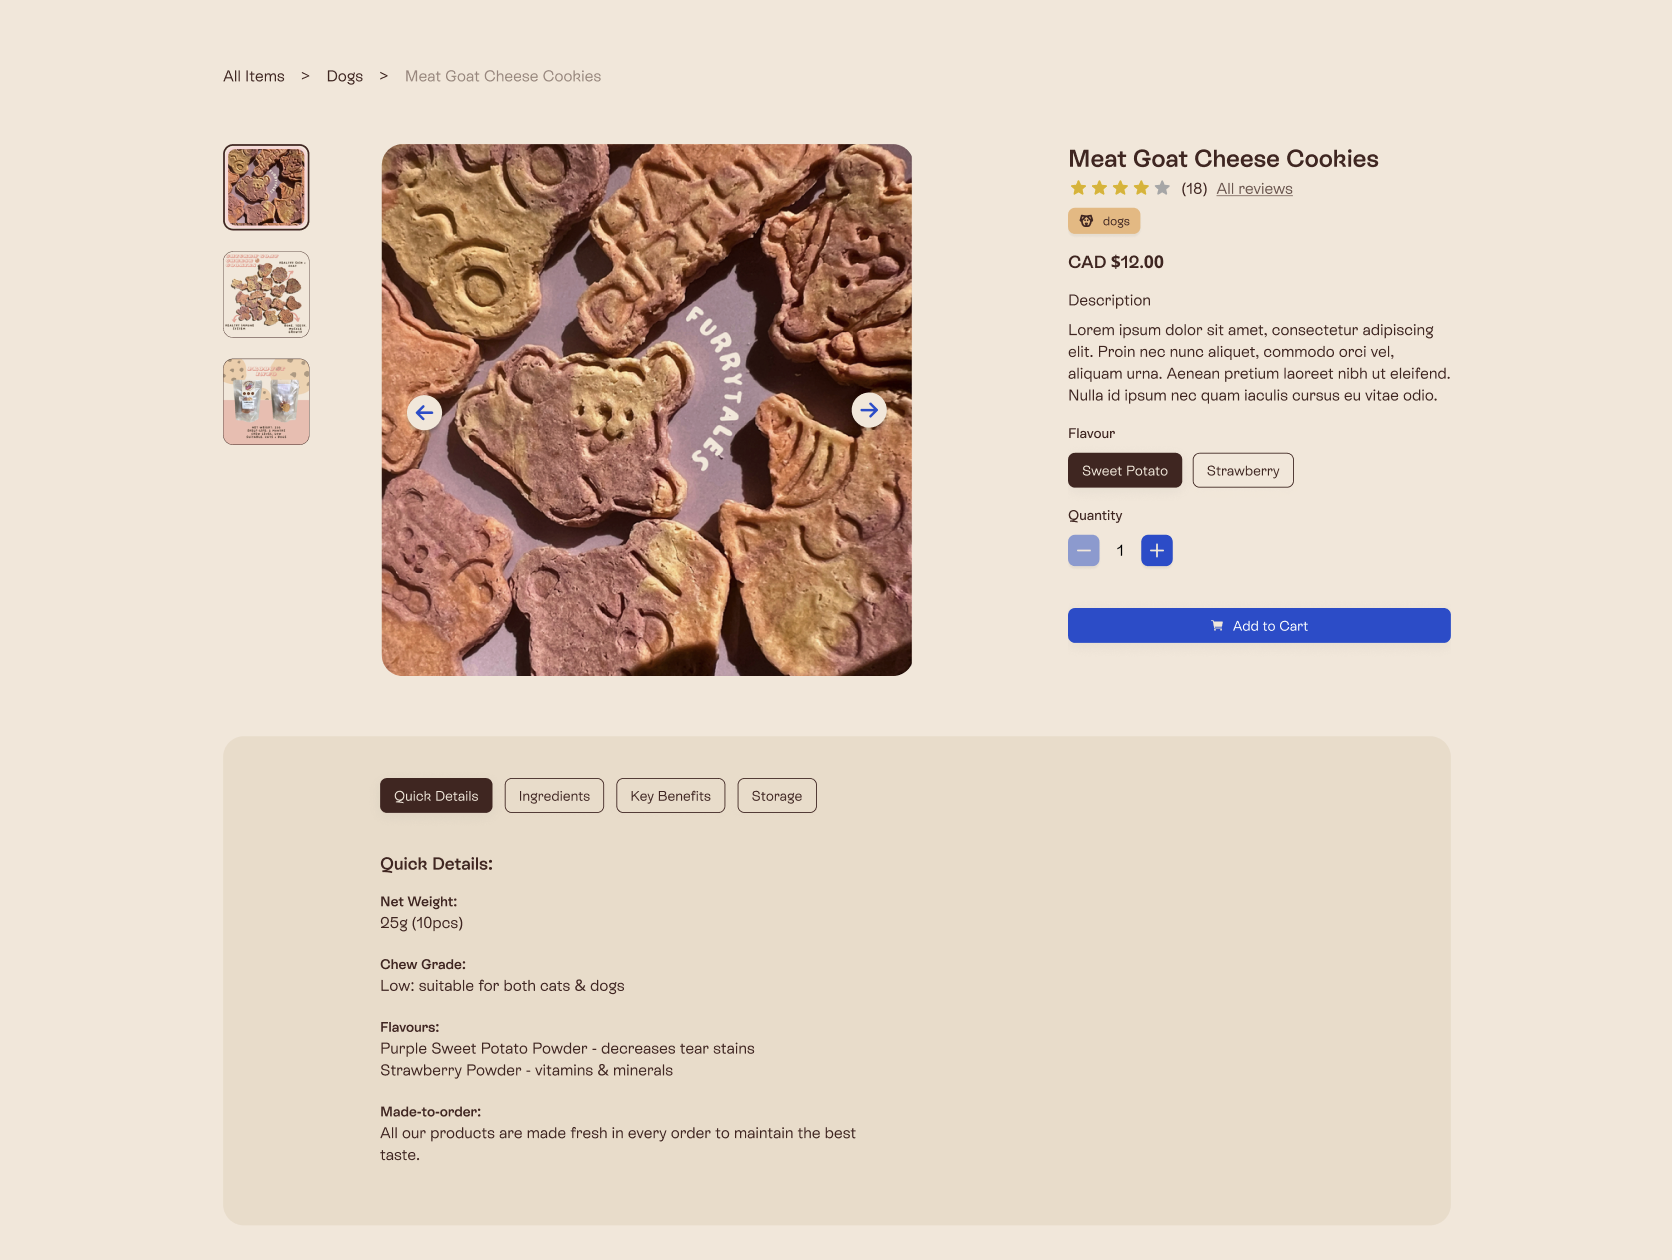 All Items > Dogs > Meat Goat Cheese Cookies
FURRYTALES
Meat Goat Cheese Cookies
(18) All reviews
dogs
CAD $12.00
Description
Lorem ipsum dolor sit amet, consectetur adipiscing
elit. Proin nec nunc aliquet, commodo orci vel,
aliquam urna. Aenean pretium laoreet nibh ut eleifend.
Nulla id ipsum nec quam iaculis cursus eu vitae odio.
Flavour
Sweet Potato Strawberry
Quantity
1
Add to Cart
Quick Details Ingredients Key Benefits Storage
Quick Details:
Net Weight:
25g (10pcs)
Chew Grade:
Low: suitable for both cats & dogs
Flavours:
Purple Sweet Potato Powder - decreases tear stains
Strawberry Powder - vitamins & minerals
Made-to-order:
All our products are made fresh in every order to maintain the best
taste.